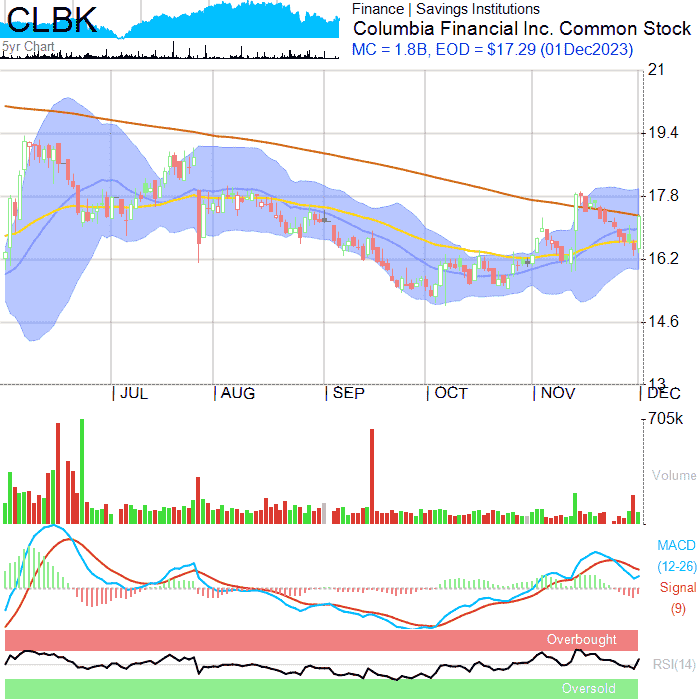 CLBK
5yr Chart
Finance | Savings Institutions
Columbia Financial Inc. Common Stock
MC = 1.8B, EOD = $17.29 (01Dec2023)
21
19.4
17.8
16.2
14.6
13
JUL
AUG
SEP
OCT
NOV
DEC
705k
Volume
MACD
(12-26)
Signal
(9)
Overbought
RSI(14)
Oversold